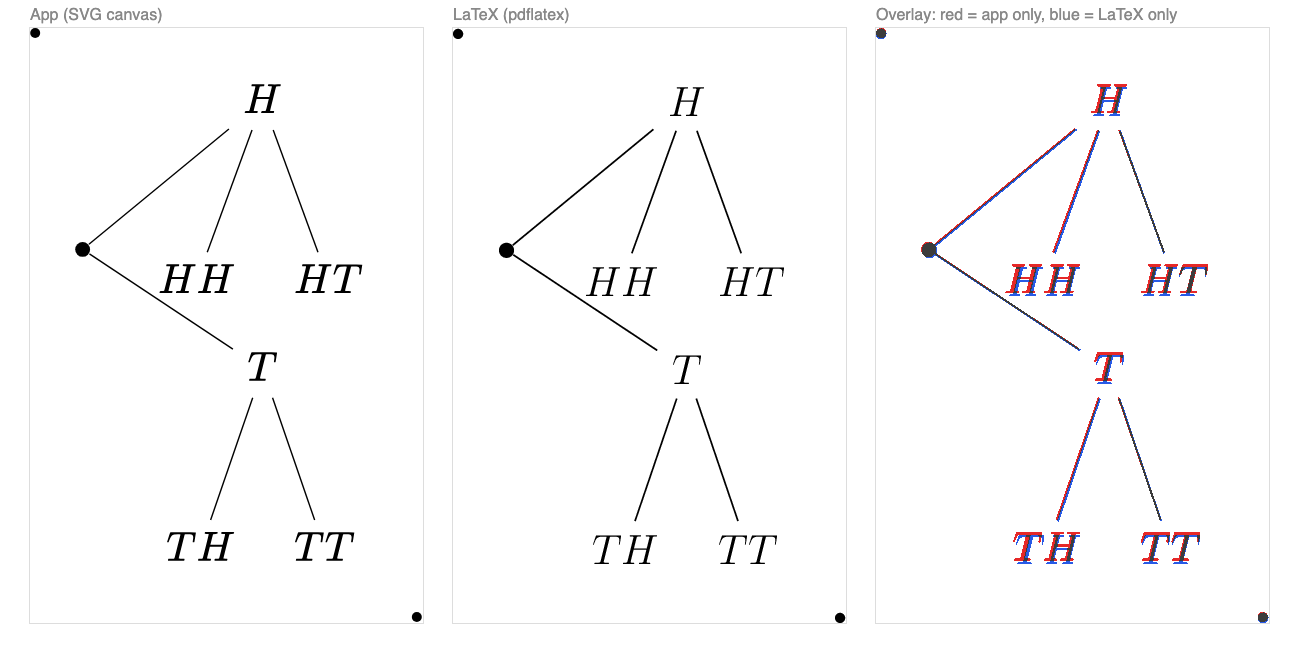 App (SVG canvas) LaTeX (pdflatex) Overlay: red = app only, blue = LaTeX only
H H H
HH HT HH HT HH HT
T T T
TH TT TH TT TH TT